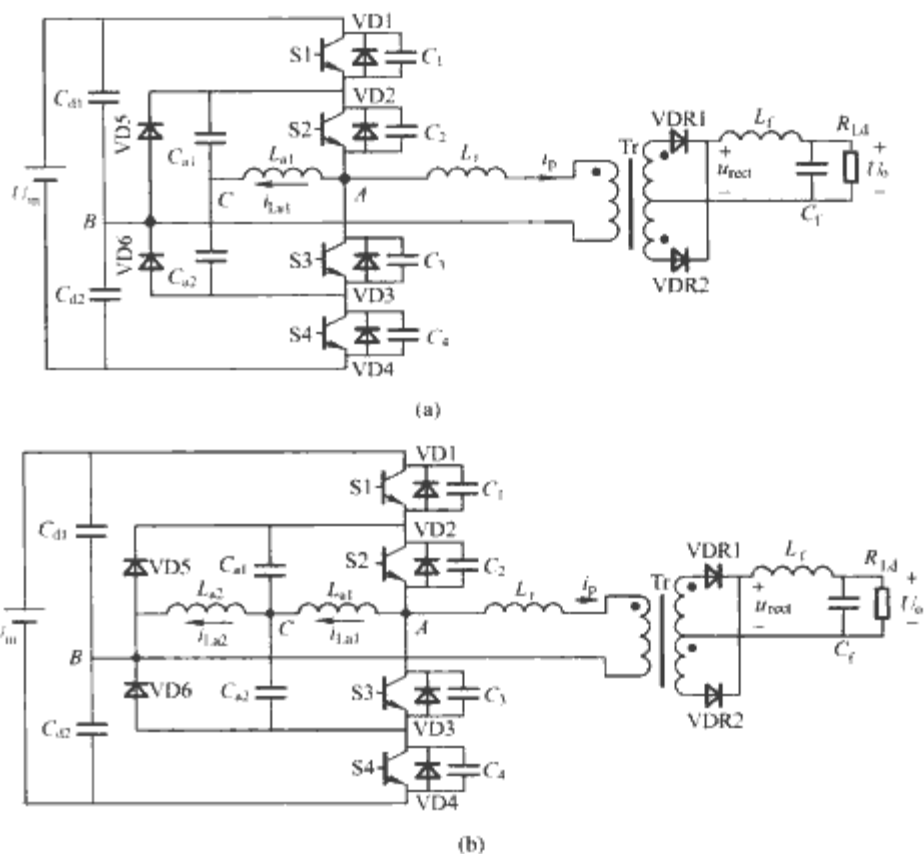 VD1
S1
C1
Cd1
VD5
VD2
S2
C2
Ca1
La1
Lr
ip
Tr
VDR1
Lf
RLd
+
Uo
−
+
urect
−
Cf
VDR2
C
iLa1
A
B
VD6
Ca2
S3
C3
VD3
Cd2
S4
C4
VD4
(a)
VD1
S1
C1
Cd1
VD2
S2
C2
VD5
Ca1
La2
La1
Lr
ip
Tr
VDR1
Lf
RLd
+
Uo
−
+
urect
−
Cf
VDR2
iLa2
C
iLa1
A
B
VD6
Ca2
S3
C3
VD3
Cd2
S4
C4
VD4
(b)